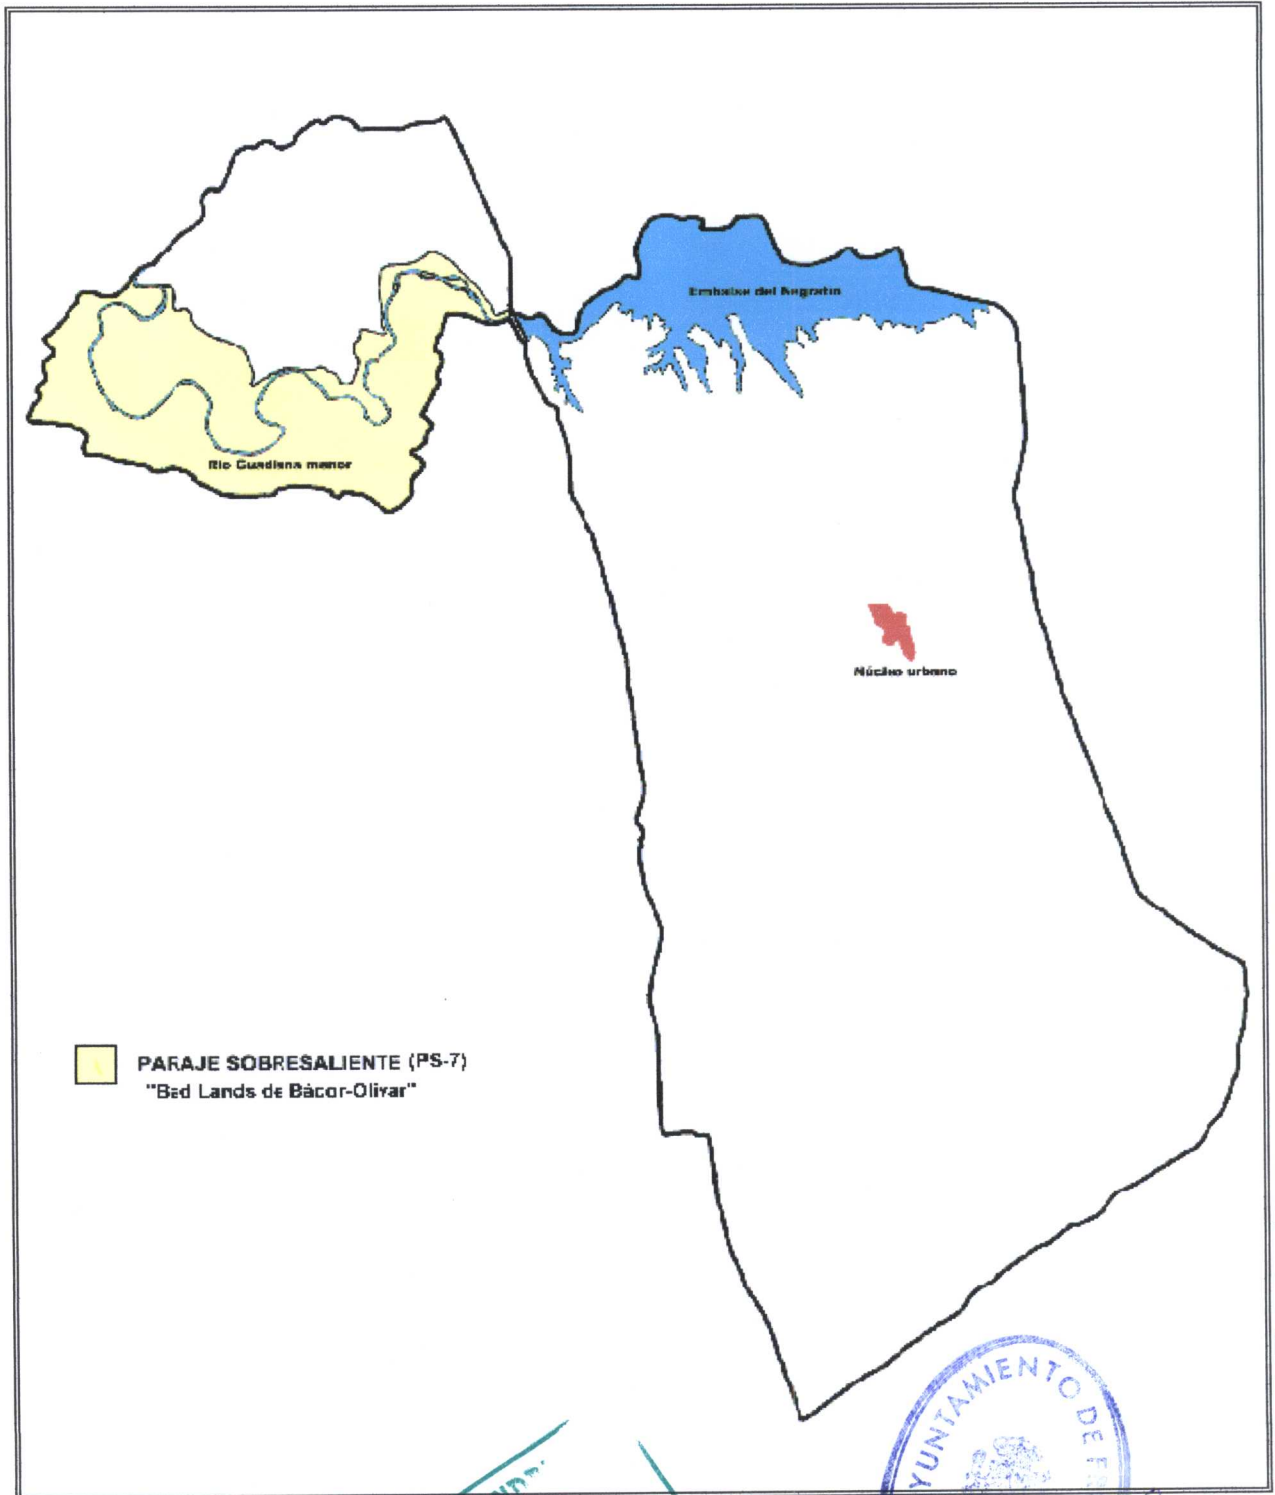 Embalse del Negratín
Río Guadiana menor
Núcleo urbano
PARAJE SOBRESALIENTE (PS-7)
"Bad Lands de Bácor-Olivar"
YUNTAMIENTO DE